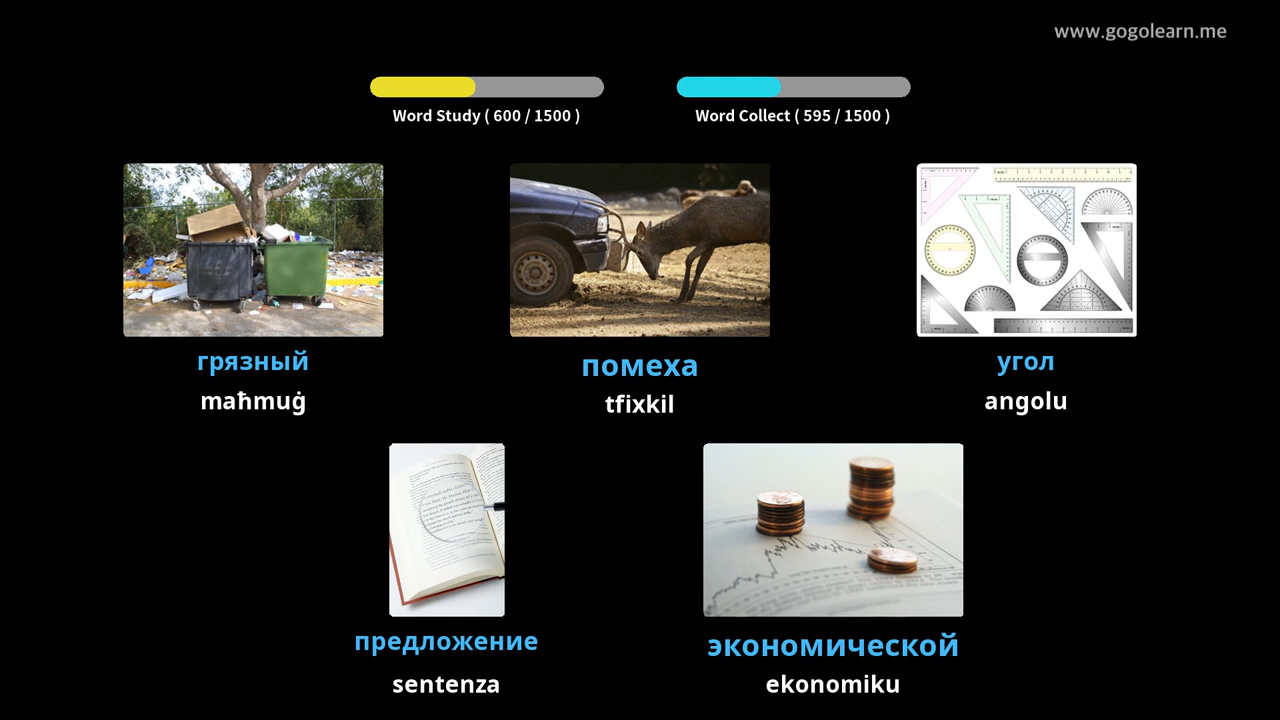 www.gogolearn.me
Word Study ( 600 / 1500 )
Word Collect ( 595 / 1500 )
грязный
помеха
угол
maħmuġ
tfixkil
angolu
предложение
экономической
sentenza
ekonomiku